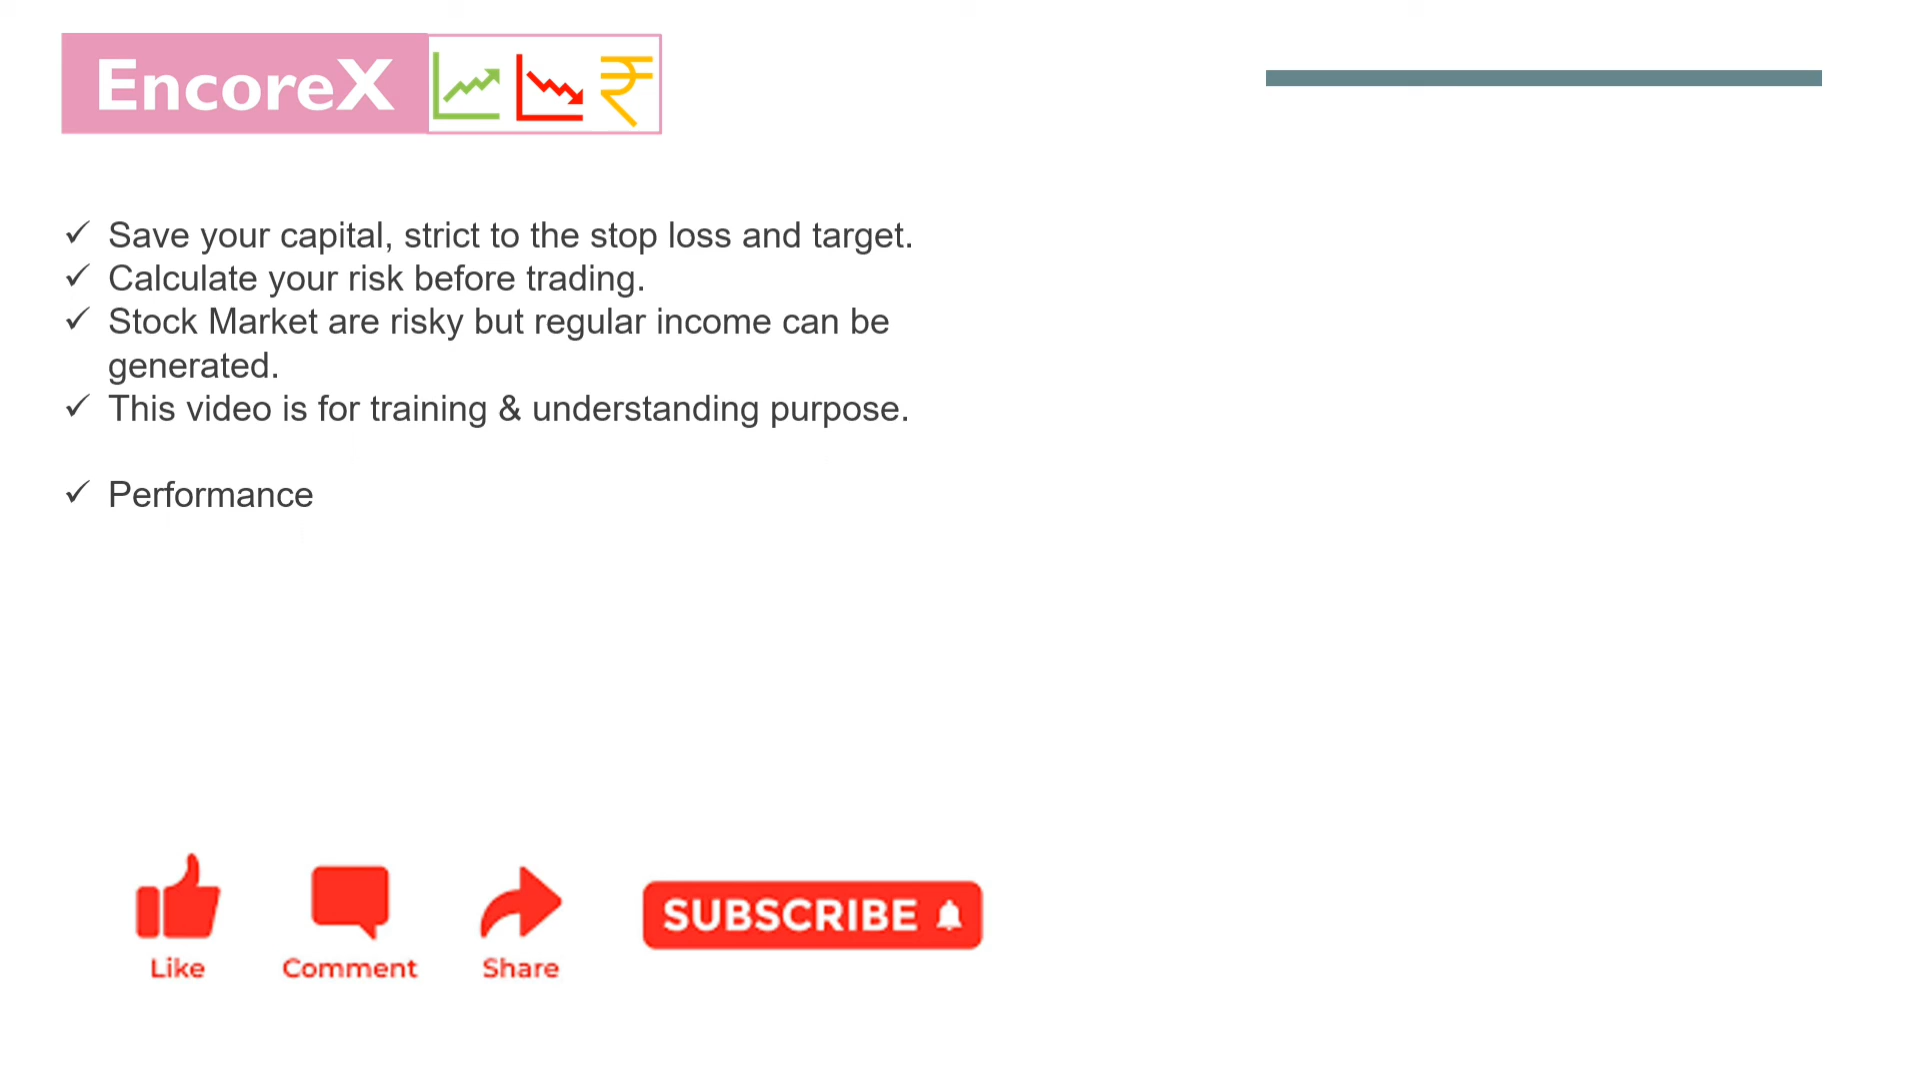 EncoreX
✓ Save your capital, strict to the stop loss and target.
✓ Calculate your risk before trading.
✓ Stock Market are risky but regular income can be
generated.
✓ This video is for training & understanding purpose.
✓ Performance
SUBSCRIBE
Like Comment Share